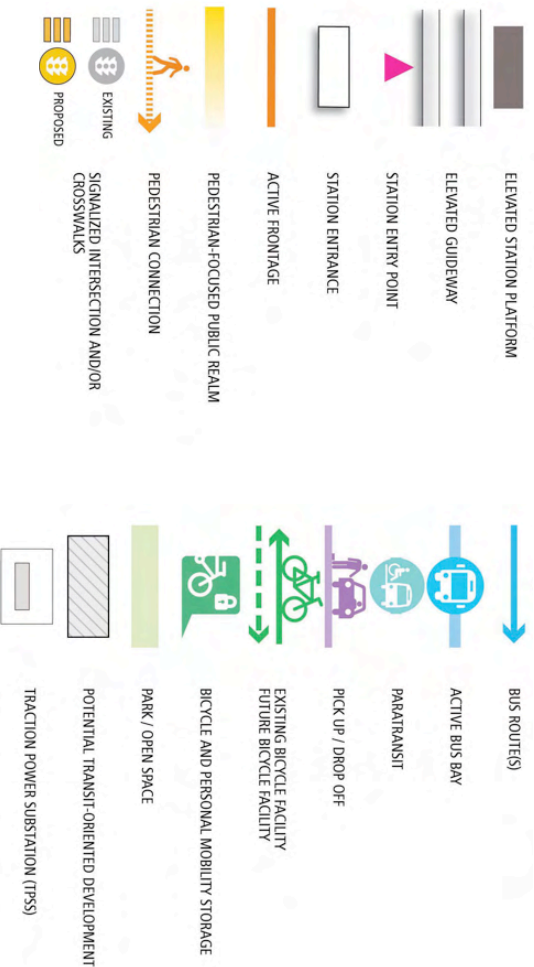 ELEVATED STATION PLATFORM
ELEVATED GUIDEWAY
STATION ENTRY POINT
STATION ENTRANCE
ACTIVE FRONTAGE
PEDESTRIAN-FOCUSED PUBLIC REALM
PEDESTRIAN CONNECTION
EXISTING
PROPOSED
SIGNALIZED INTERSECTION AND/OR
CROSSWALKS
BUS ROUTE(S)
ACTIVE BUS BAY
PARATRANSIT
PICK UP / DROP OFF
EXISTING BICYCLE FACILITY
FUTURE BICYCLE FACILITY
BICYCLE AND PERSONAL MOBILITY STORAGE
PARK / OPEN SPACE
POTENTIAL TRANSIT-ORIENTED DEVELOPMENT
TRACTION POWER SUBSTATION (TPSS)